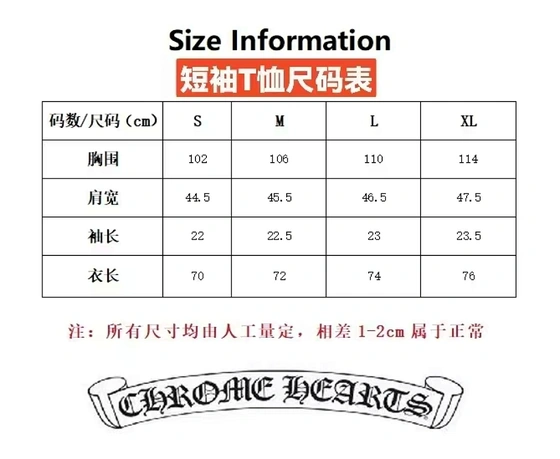 Size Information
短袖T恤尺码表
码数/尺码(cm) S M L XL
胸围 102 106 110 114
肩宽 44.5 45.5 46.5 47.5
袖长 22 22.5 23 23.5
衣长 70 72 74 76
注：所有尺寸均由人工量定，相差1-2cm属于正常
CHROME HEARTS